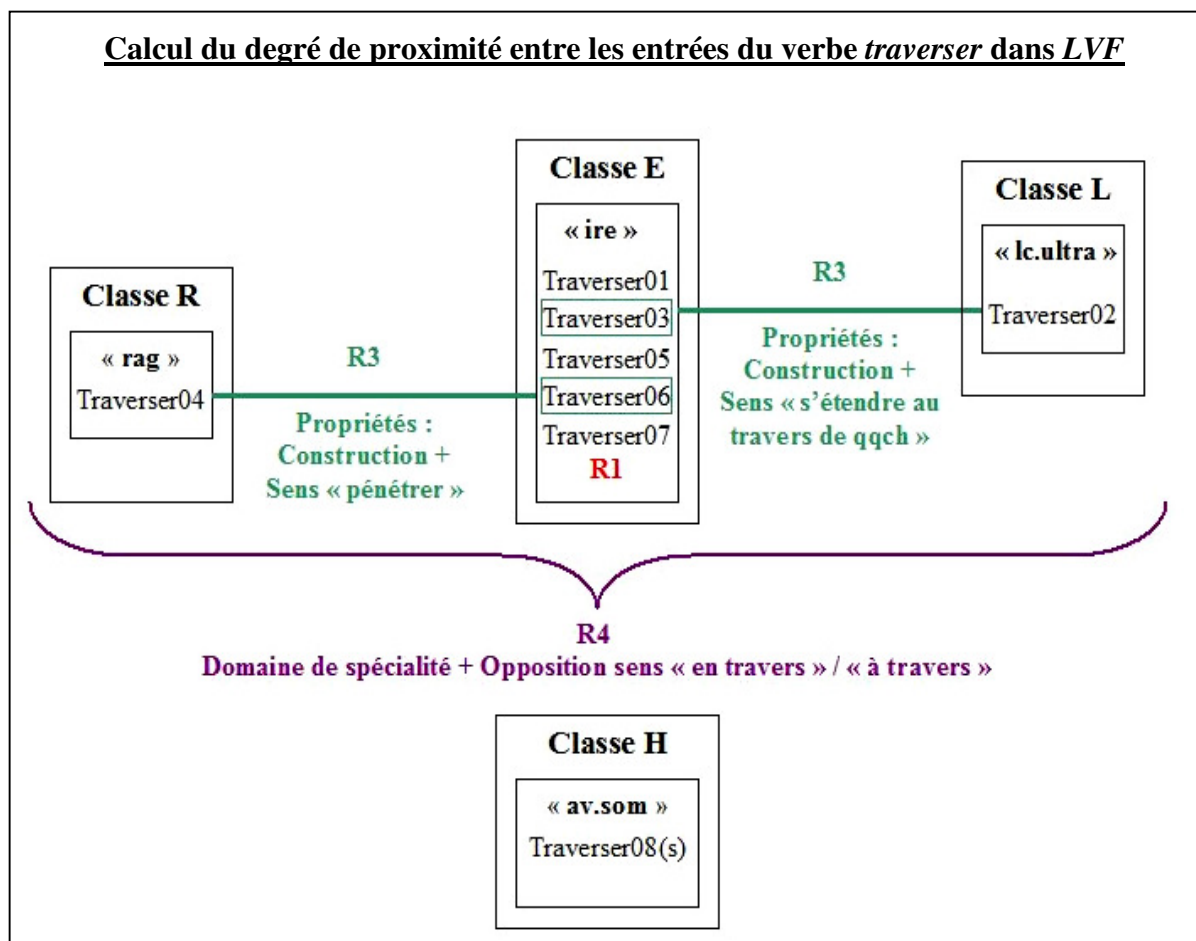 Calcul du degré de proximité entre les entrées du verbe traverser dans LVF
Classe R
« rag »
Traverser04
R3
Propriétés :
Construction +
Sens « pénétrer »
Classe E
« ire »
Traverser01
Traverser03
Traverser05
Traverser06
Traverser07
R1
R3
Propriétés :
Construction +
Sens « s’étendre au
travers de qqch »
Classe L
« lc.ultra »
Traverser02
R4
Domaine de spécialité + Opposition sens « en travers » / « à travers »
Classe H
« av.som »
Traverser08(s)